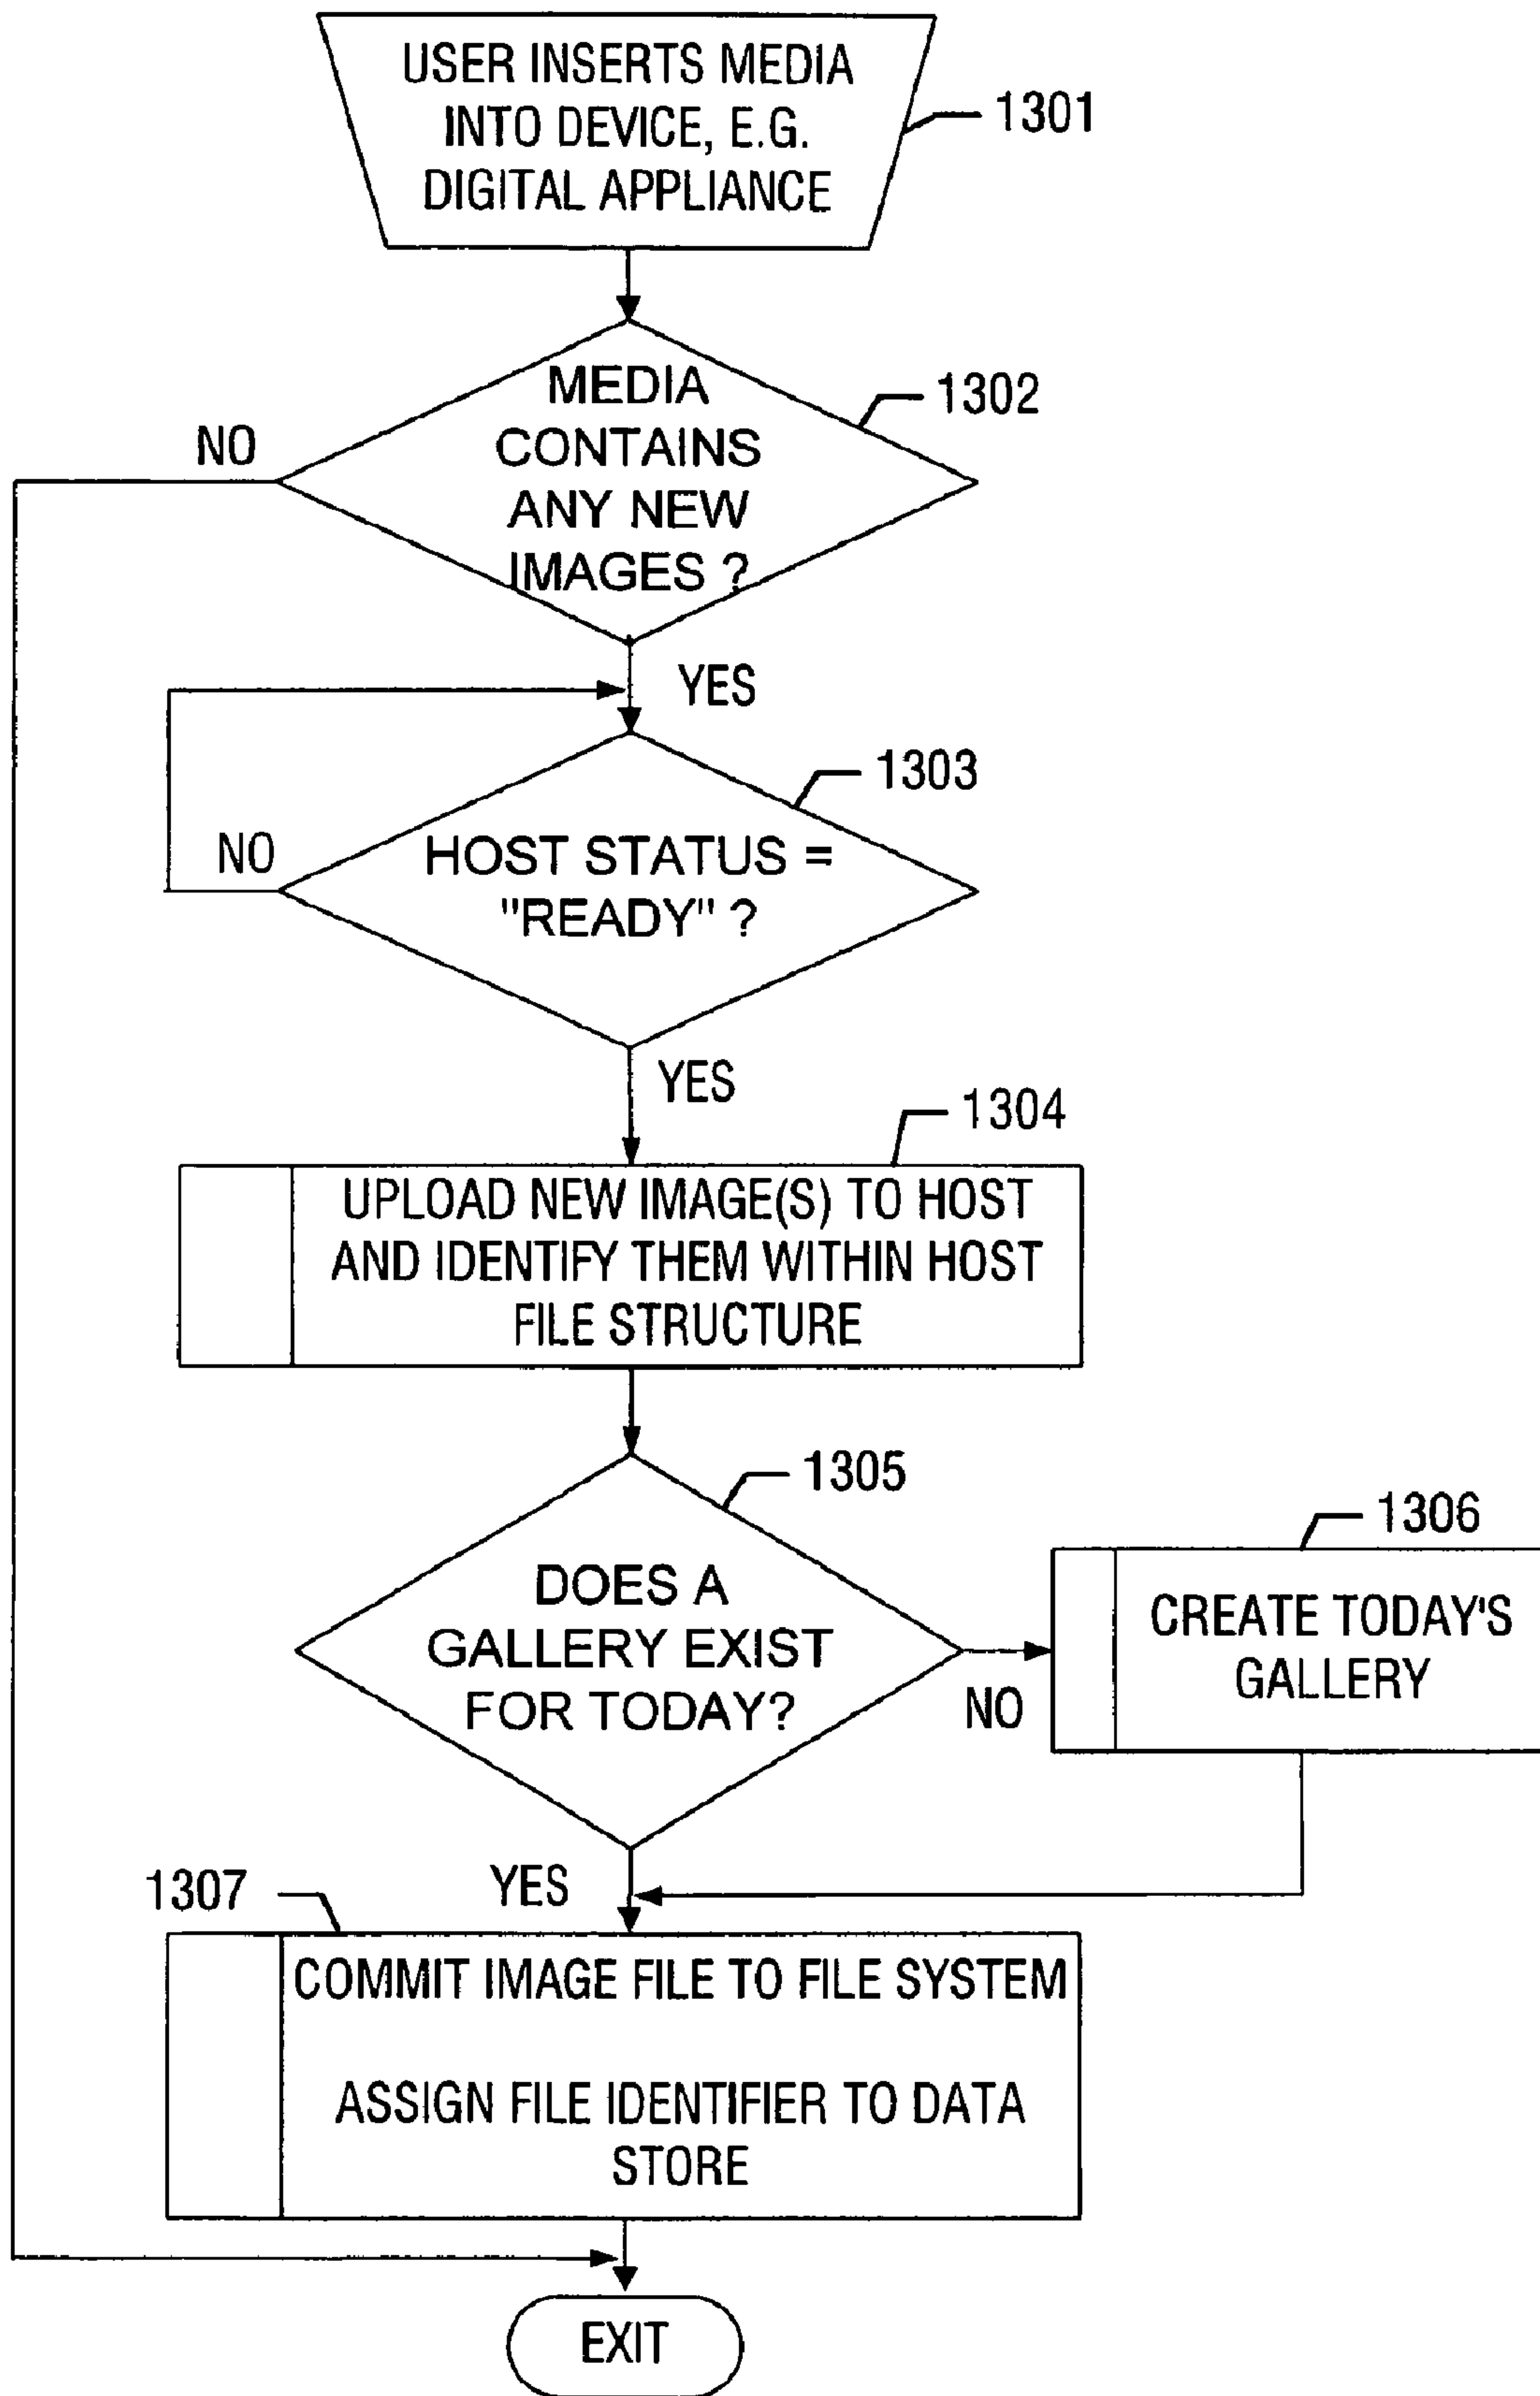 USER INSERTS MEDIA
INTO DEVICE, E.G.
DIGITAL APPLIANCE
1301
MEDIA
CONTAINS
ANY NEW
IMAGES ?
1302
NO
YES
1303
HOST STATUS =
"READY" ?
NO
YES
1304
UPLOAD NEW IMAGE(S) TO HOST
AND IDENTIFY THEM WITHIN HOST
FILE STRUCTURE
1305
DOES A
GALLERY EXIST
FOR TODAY?
NO
1306
CREATE TODAY'S
GALLERY
YES
1307
COMMIT IMAGE FILE TO FILE SYSTEM
ASSIGN FILE IDENTIFIER TO DATA
STORE
EXIT